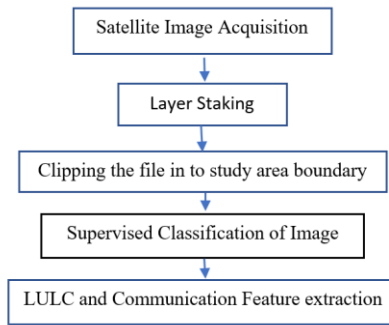 Satellite Image Acquisition
Layer Staking
Clipping the file in to study area boundary
Supervised Classification of Image
LULC and Communication Feature extraction